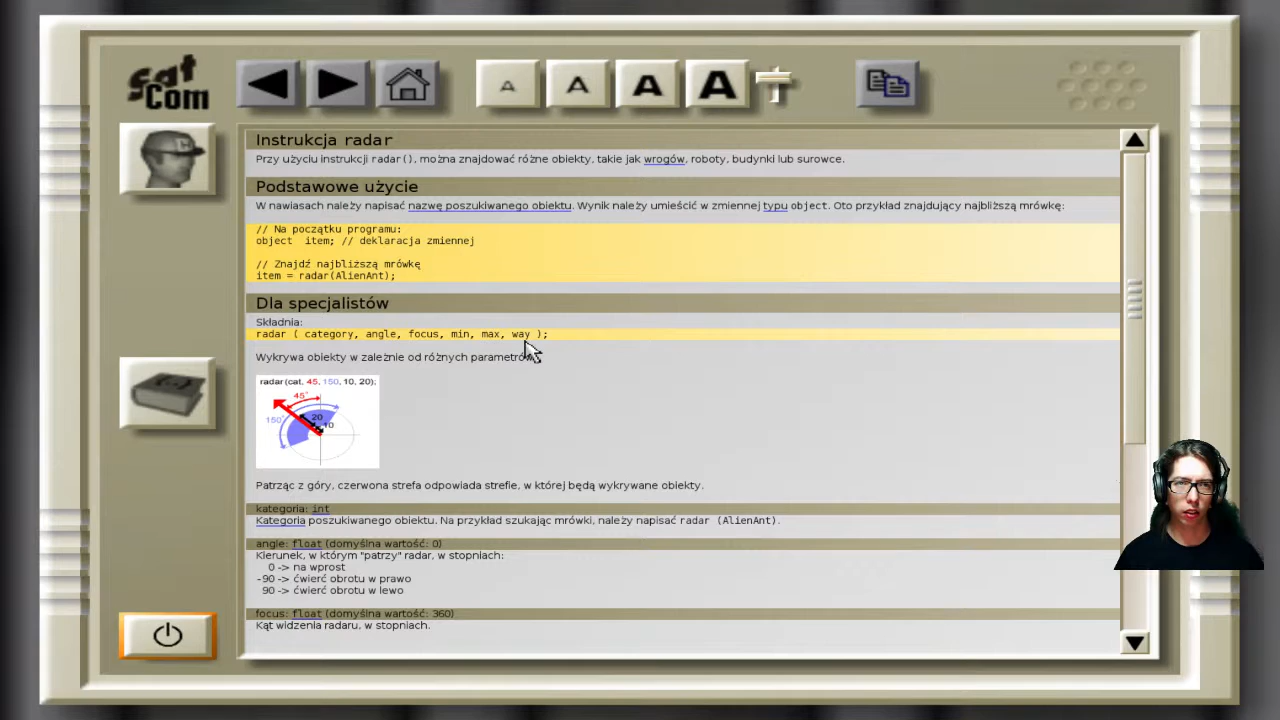 Sat
Com
A A A A
Instrukcja radar
Przy użyciu instrukcji radar(), można znajdować różne obiekty, takie jak wrogów, roboty, budynki lub surowce.
Podstawowe użycie
W nawiasach należy napisać nazwę poszukiwanego obiektu. Wynik należy umieścić w zmiennej typu object. Oto przykład znajdujący najbliższą mrówkę:
// Na początku programu:
object item; // deklaracja zmiennej
// Znajdź najbliższą mrówkę
item = radar(AlienAnt);
Dla specjalistów
Składnia:
radar ( category, angle, focus, min, max, way );
Wykrywa obiekty w zależnie od różnych parametrów
radar(cat, 45, 150, 10, 20);
45°
150°
20
10
Patrząc z góry, czerwona strefa odpowiada strefie, w której będą wykrywane obiekty.
kategoria: int
Kategoria poszukiwanego obiektu. Na przykład szukając mrówki, należy napisać radar (AlienAnt).
angle: float (domyślna wartość: 0)
Kierunek, w którym "patrzy" radar, w stopniach:
0 -> na wprost
-90 -> ćwierć obrotu w prawo
90 -> ćwierć obrotu w lewo
focus: float (domyślna wartość: 360)
Kąt widzenia radaru, w stopniach.